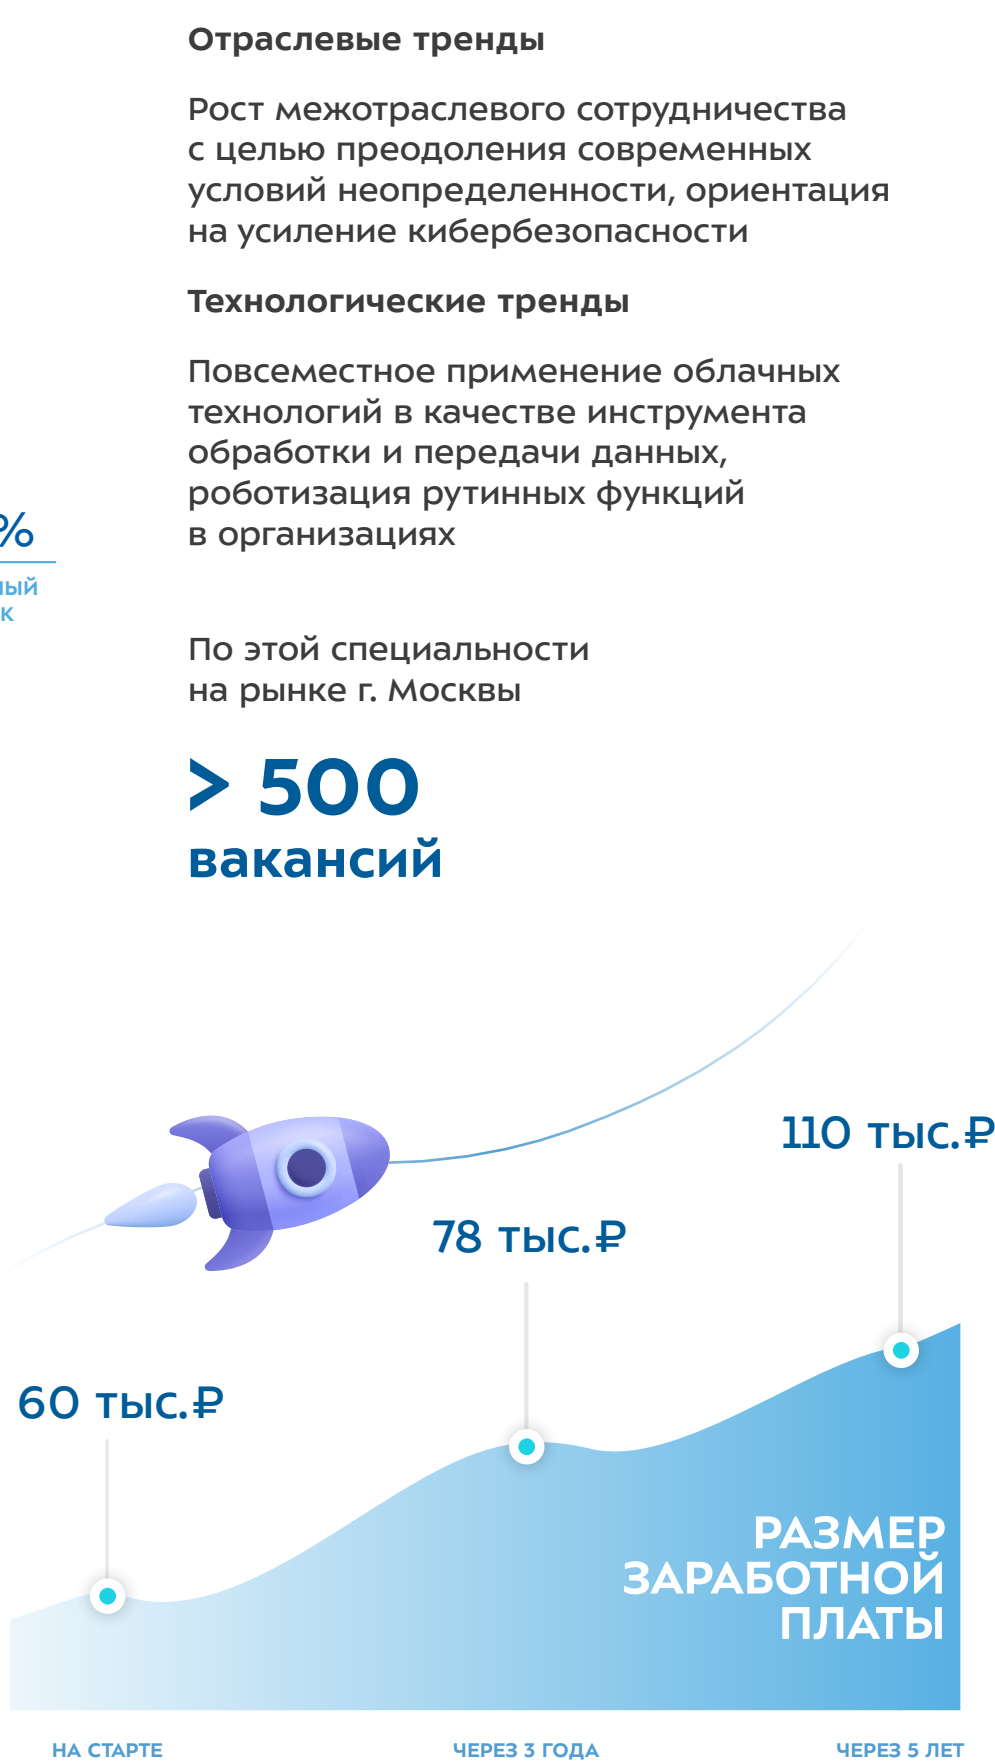 Отраслевые тренды
Рост межотраслевого сотрудничества
с целью преодоления современных
условий неопределенности, ориентация
на усиление кибербезопасности
Технологические тренды
Повсеместное применение облачных
технологий в качестве инструмента
обработки и передачи данных,
роботизация рутинных функций
в организациях
%
По этой специальности
на рынке г. Москвы
> 500
вакансий
110 тыс.₽
78 тыс.₽
60 тыс.₽
РАЗМЕР
ЗАРАБОТНОЙ
ПЛАТЫ
НА СТАРТЕ
ЧЕРЕЗ 3 ГОДА
ЧЕРЕЗ 5 ЛЕТ